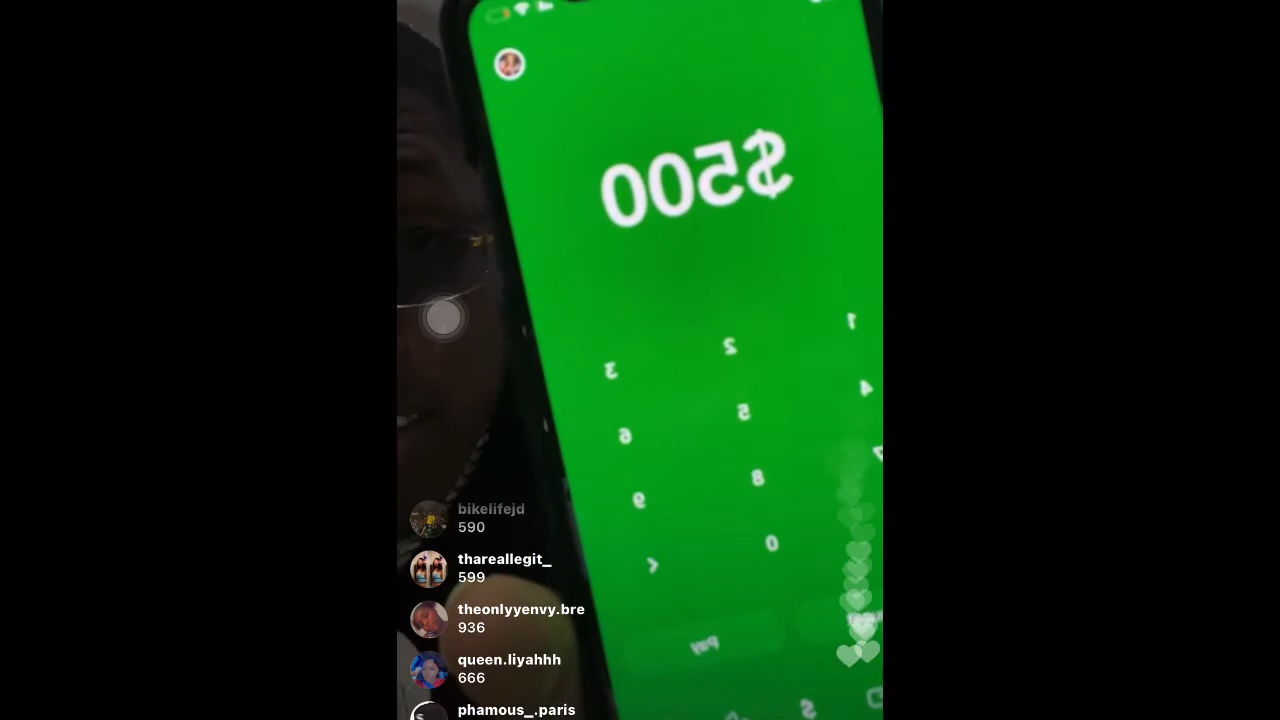 $500
1 2 3
4 5 6
7 8 9
0 <
Pay
$
bikelifejd
590
thareallegit_
599
theonlyyenvy.bre
936
queen.liyahhh
666
phamous_.paris